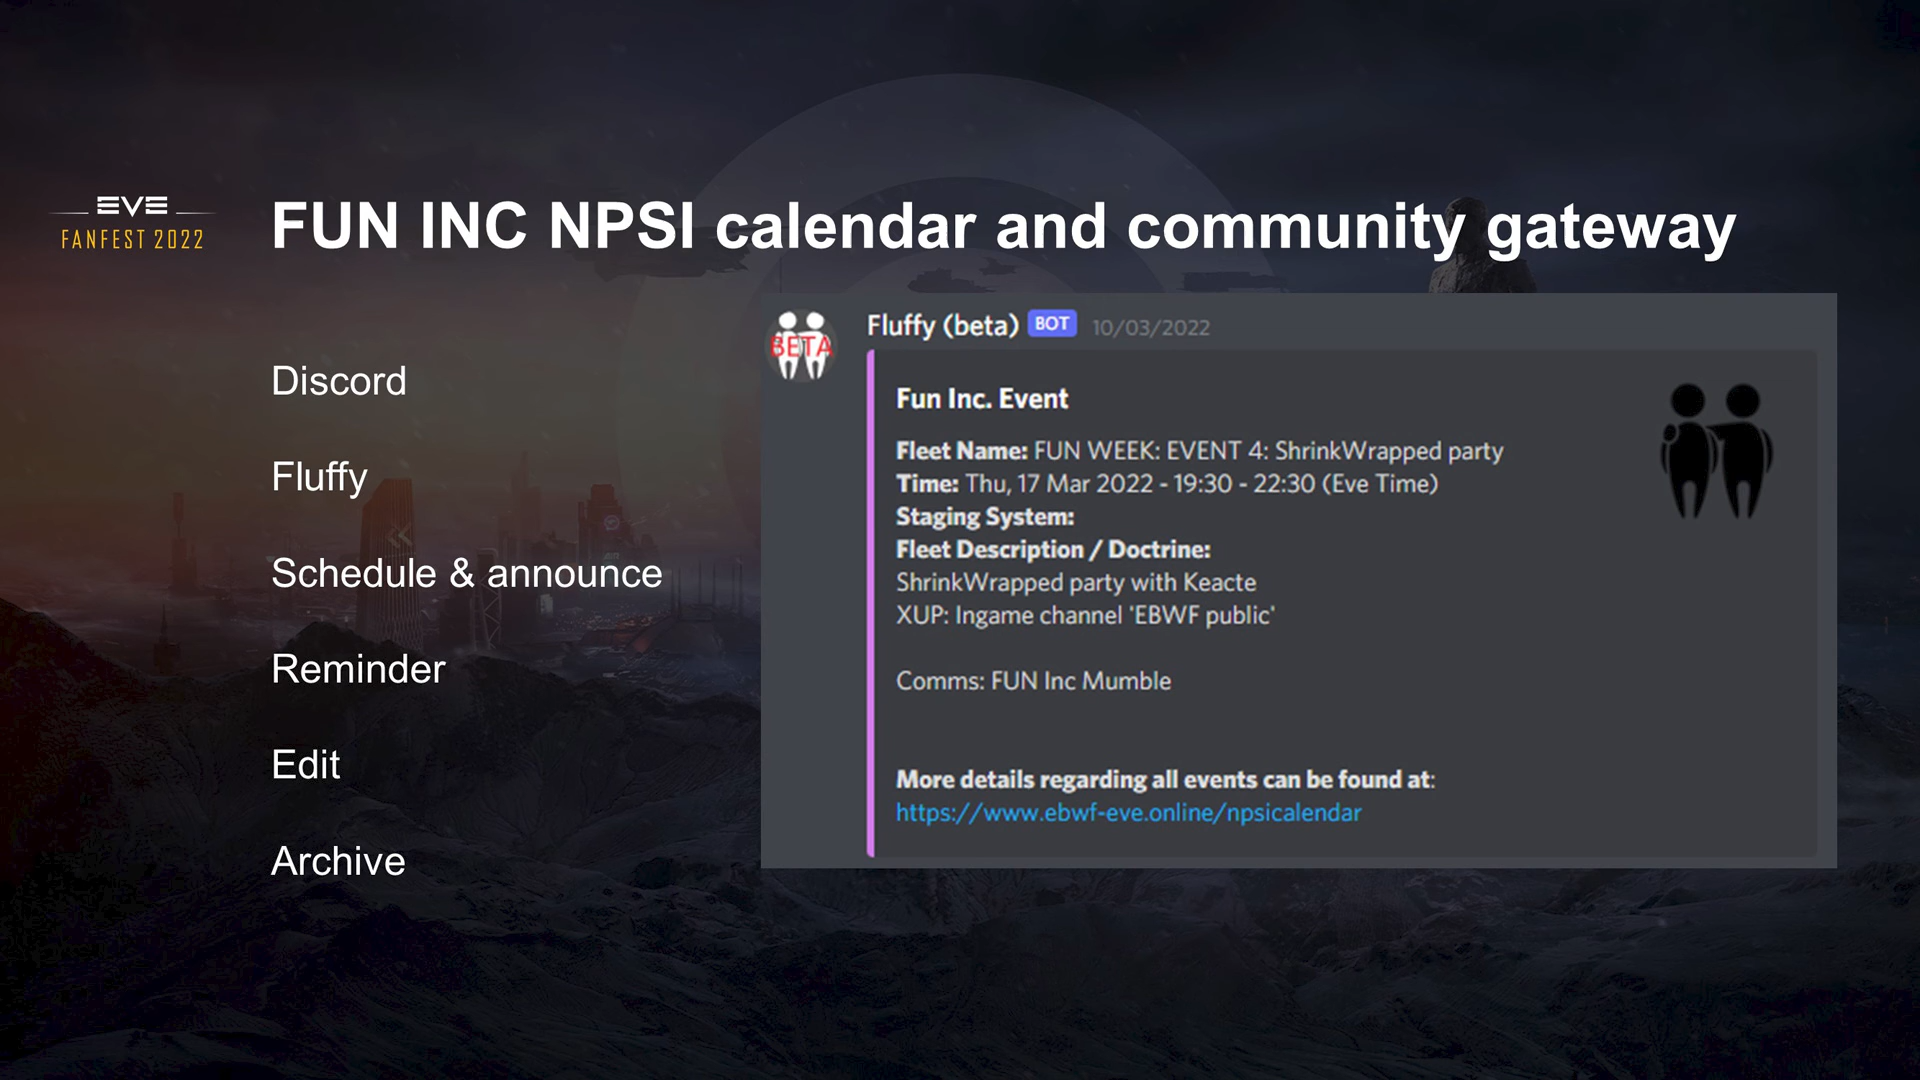 EVE
FANFEST 2022
FUN INC NPSI calendar and community gateway
Discord
Fluffy
Schedule & announce
Reminder
Edit
Archive
BETA
Fluffy (beta) BOT 10/03/2022
Fun Inc. Event
Fleet Name: FUN WEEK: EVENT 4: ShrinkWrapped party
Time: Thu, 17 Mar 2022 - 19:30 - 22:30 (Eve Time)
Staging System:
Fleet Description / Doctrine:
ShrinkWrapped party with Keacte
XUP: Ingame channel 'EBWF public'
Comms: FUN Inc Mumble
More details regarding all events can be found at:
https://www.ebwf-eve.online/npsicalendar